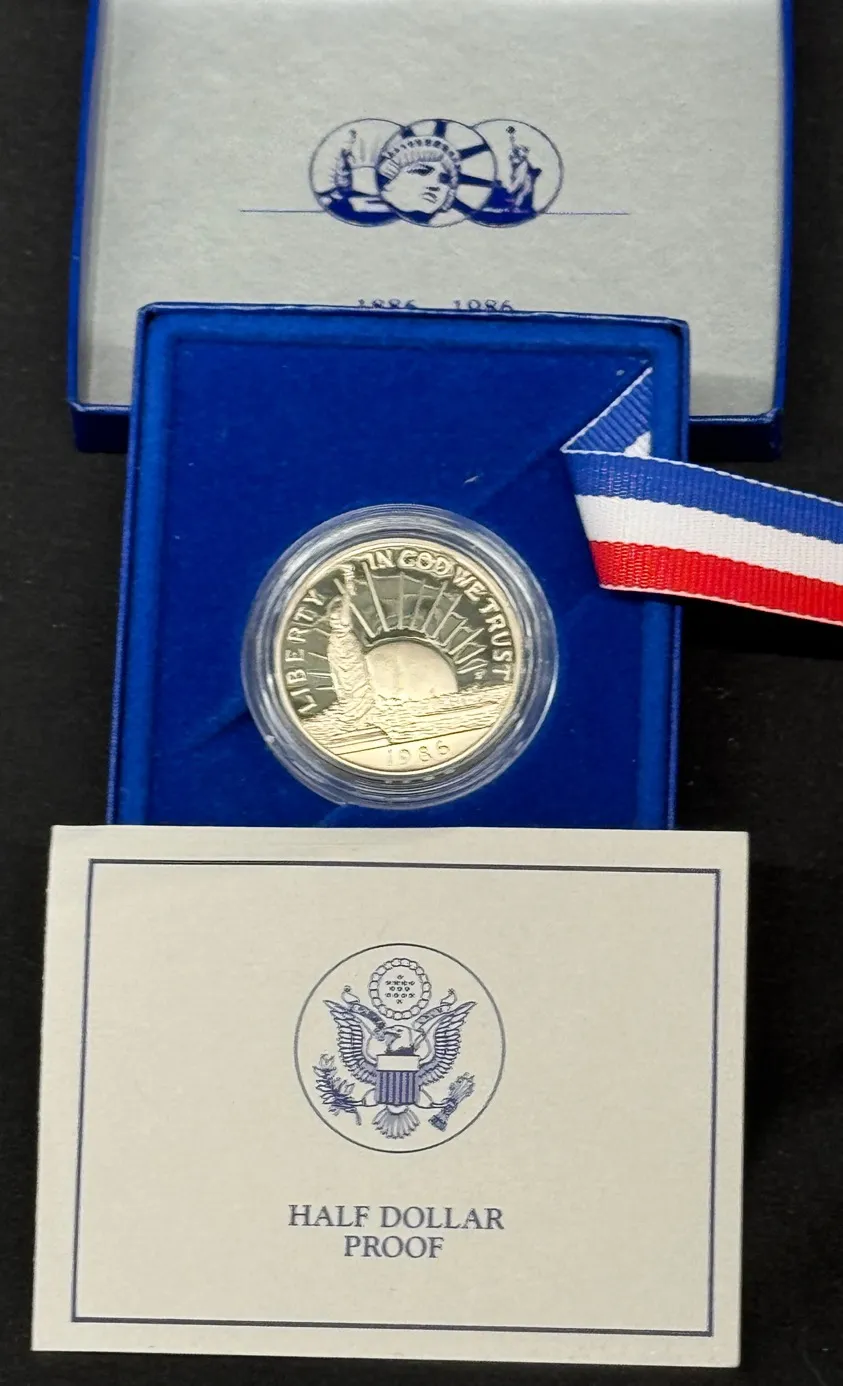 1886 1986
LIBERTY
IN GOD WE TRUST
1986
HALF DOLLAR
PROOF